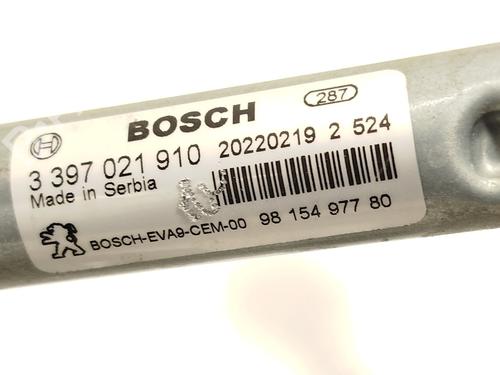 BOSCH
287
3 397 021 910
20220219 2 524
Made in Serbia
BOSCH-EVA9-CEM-00
98 154 977 80